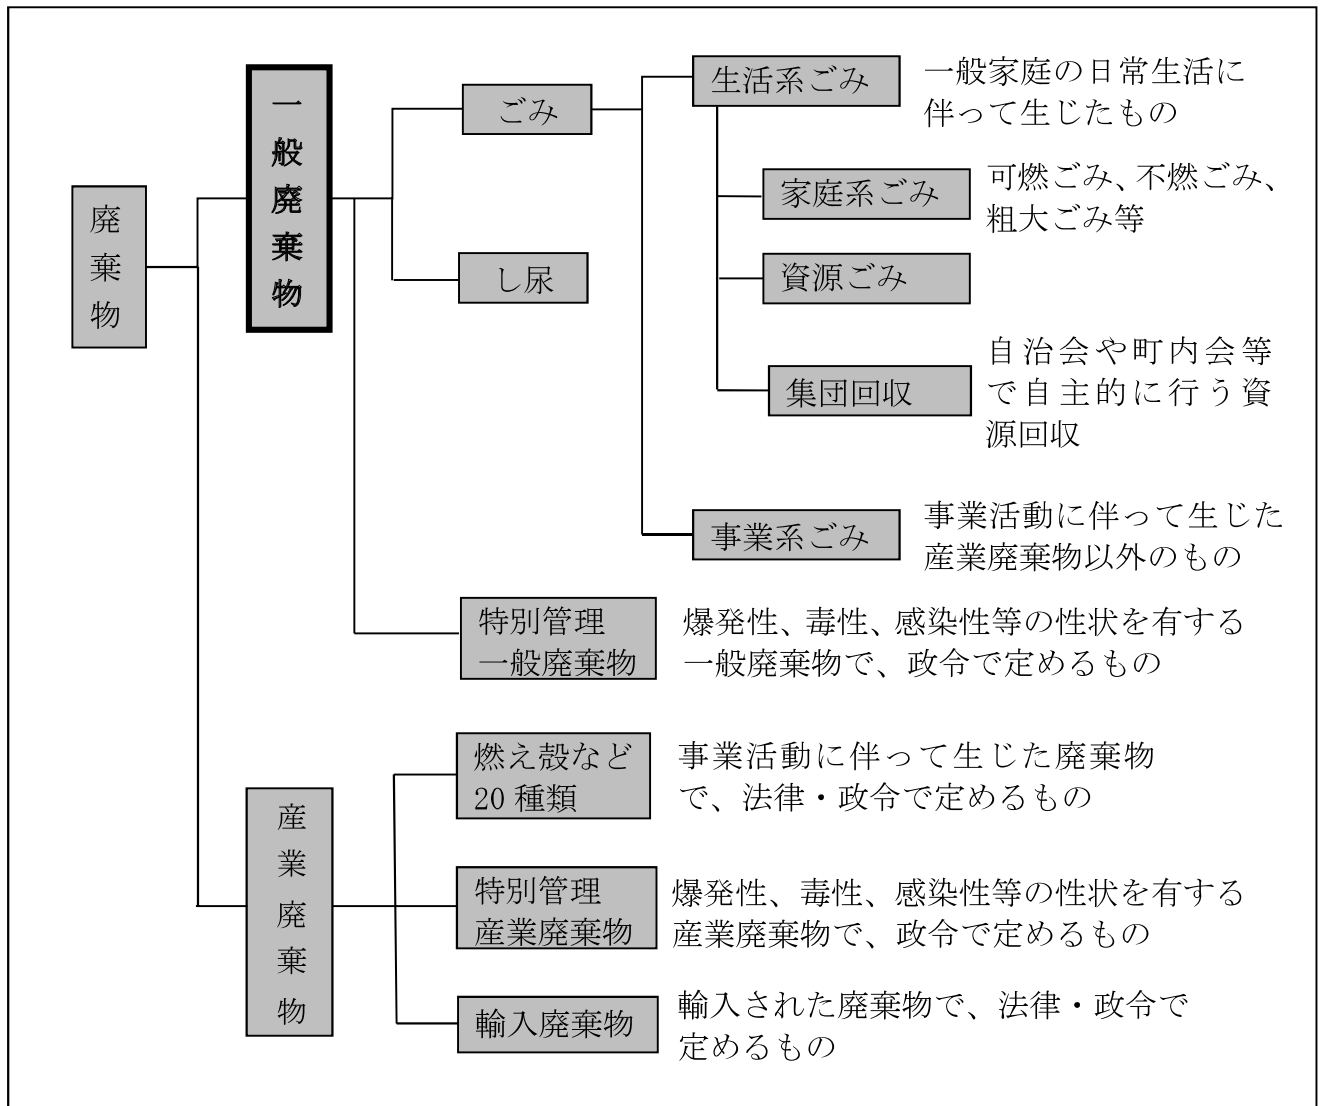 廃棄物
一般廃棄物
ごみ
生活系ごみ
一般家庭の日常生活に
伴って生じたもの
家庭系ごみ
可燃ごみ、不燃ごみ、
粗大ごみ等
資源ごみ
集団回収
自治会や町内会等
で自主的に行う資
源回収
事業系ごみ
事業活動に伴って生じた
産業廃棄物以外のもの
し尿
特別管理
一般廃棄物
爆発性、毒性、感染性等の性状を有する
一般廃棄物で、政令で定めるもの
産業廃棄物
燃え殻など
20 種類
事業活動に伴って生じた廃棄物
で、法律・政令で定めるもの
特別管理
産業廃棄物
爆発性、毒性、感染性等の性状を有する
産業廃棄物で、政令で定めるもの
輸入廃棄物
輸入された廃棄物で、法律・政令で
定めるもの